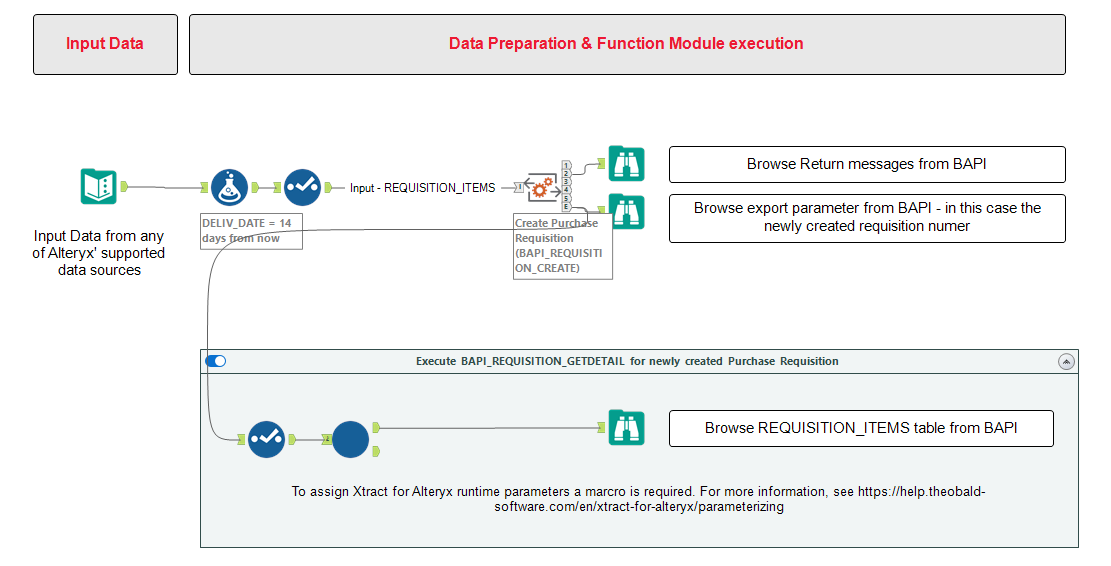 Input Data
Data Preparation & Function Module execution
Browse Return messages from BAPI
Input - REQUISITION_ITEMS
1
1
2
3
4
5
E
Browse export parameter from BAPI - in this case the
newly created requisition numer
DELIV_DATE = 14
days from now
Create Purchase
Requisition
(BAPI_REQUISITI
ON_CREATE)
Input Data from any
of Alteryx' supported
data sources
Execute BAPI_REQUISITION_GETDETAIL for newly created Purchase Requisition
Browse REQUISITION_ITEMS table from BAPI
To assign Xtract for Alteryx runtime parameters a marcro is required. For more information, see https://help.theobald-
software.com/en/xtract-for-alteryx/parameterizing